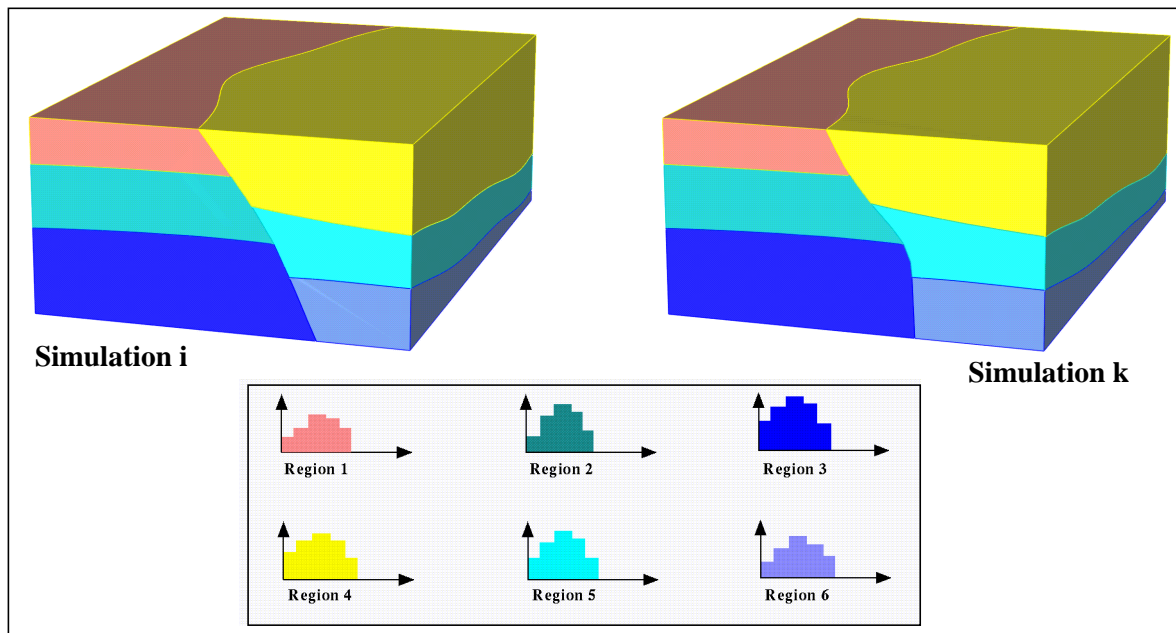 Simulation i
Simulation k
Region 1
Region 2
Region 3
Region 4
Region 5
Region 6